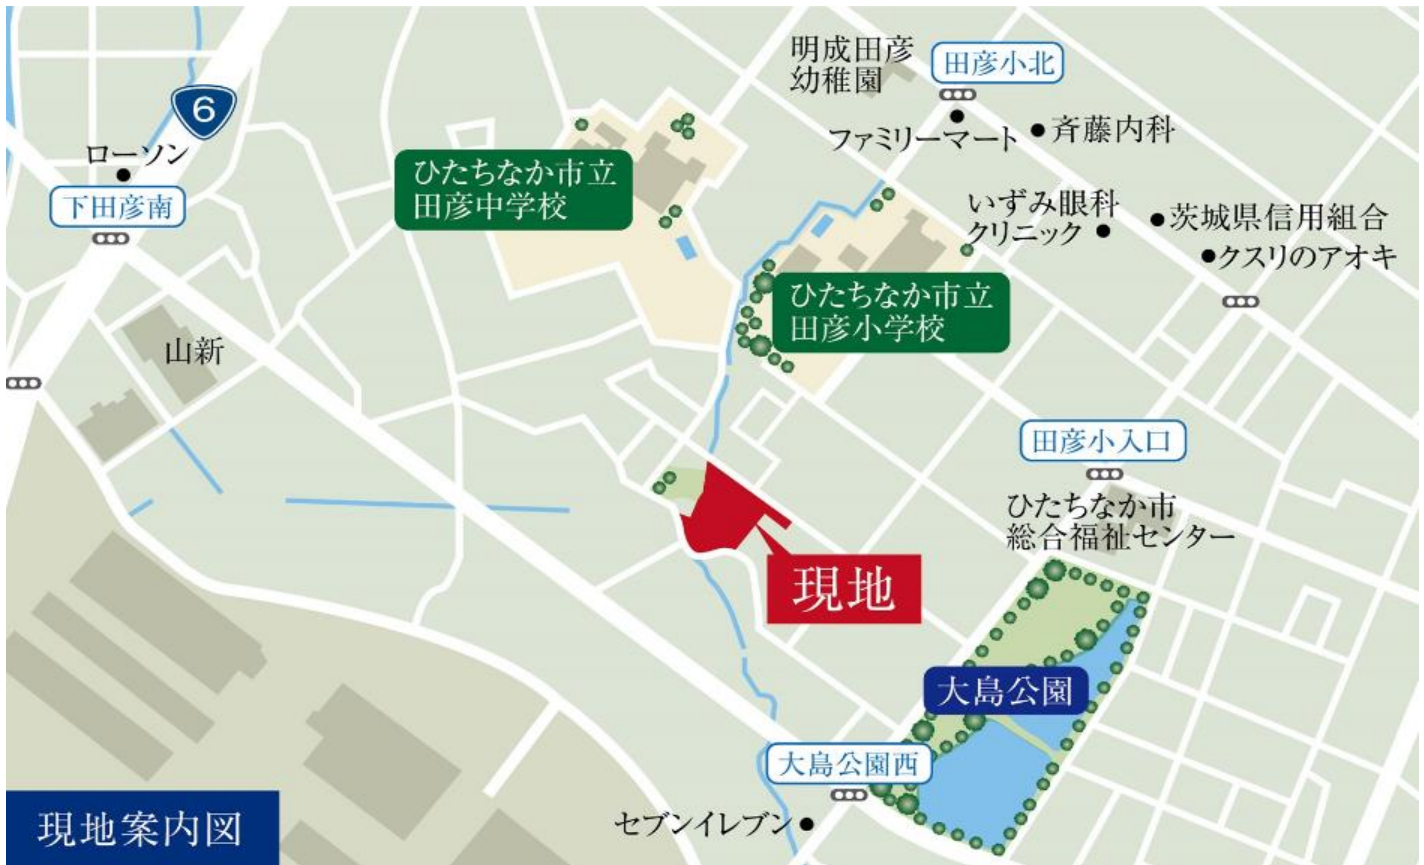 明成田彦
幼稚園
田彦小北
6
ファミリーマート
斉藤内科
ローソン
下田彦南
ひたちなか市立
田彦中学校
いずみ眼科
クリニック
茨城県信用組合
クスリのアオキ
ひたちなか市立
田彦小学校
山新
田彦小入口
ひたちなか市
総合福祉センター
現地
大島公園
大島公園西
セブンイレブン
現地案内図